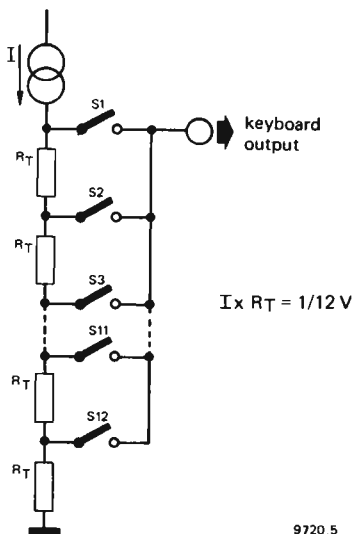 I
S1
keyboard
output
RT
S2
RT
S3
I x RT = 1/12 V
S11
RT
S12
RT
9720 5